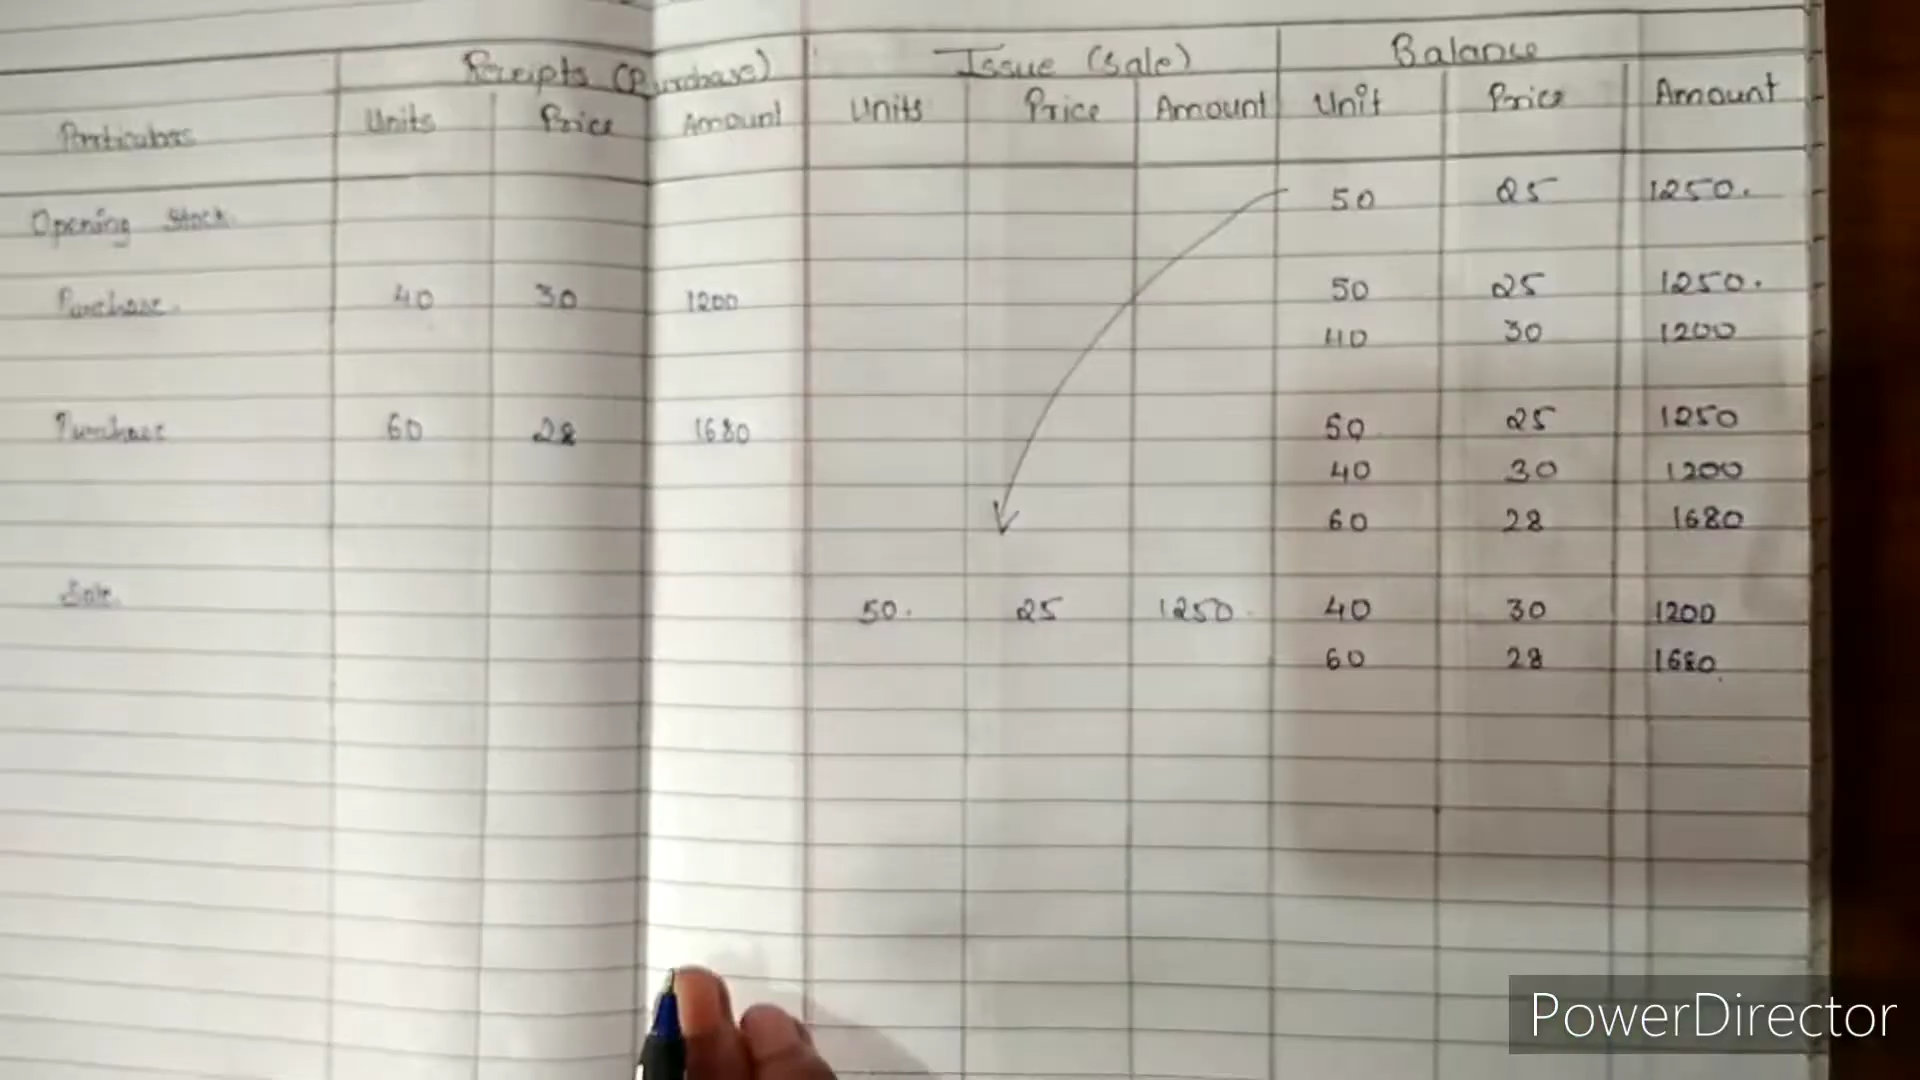 Receipts (Purchase) Issue (Sale) Balance
Particulars Units Price Amount Units Price Amount Unit Price Amount
Opening Stock 50 25 1250.
Purchase. 40 30 1200 50 25 1250.
40 30 1200
Purchase 60 28 1680 50 25 1250
40 30 1200
60 28 1680
Sale. 50. 25 1250. 40 30 1200
60 28 1680.
PowerDirector